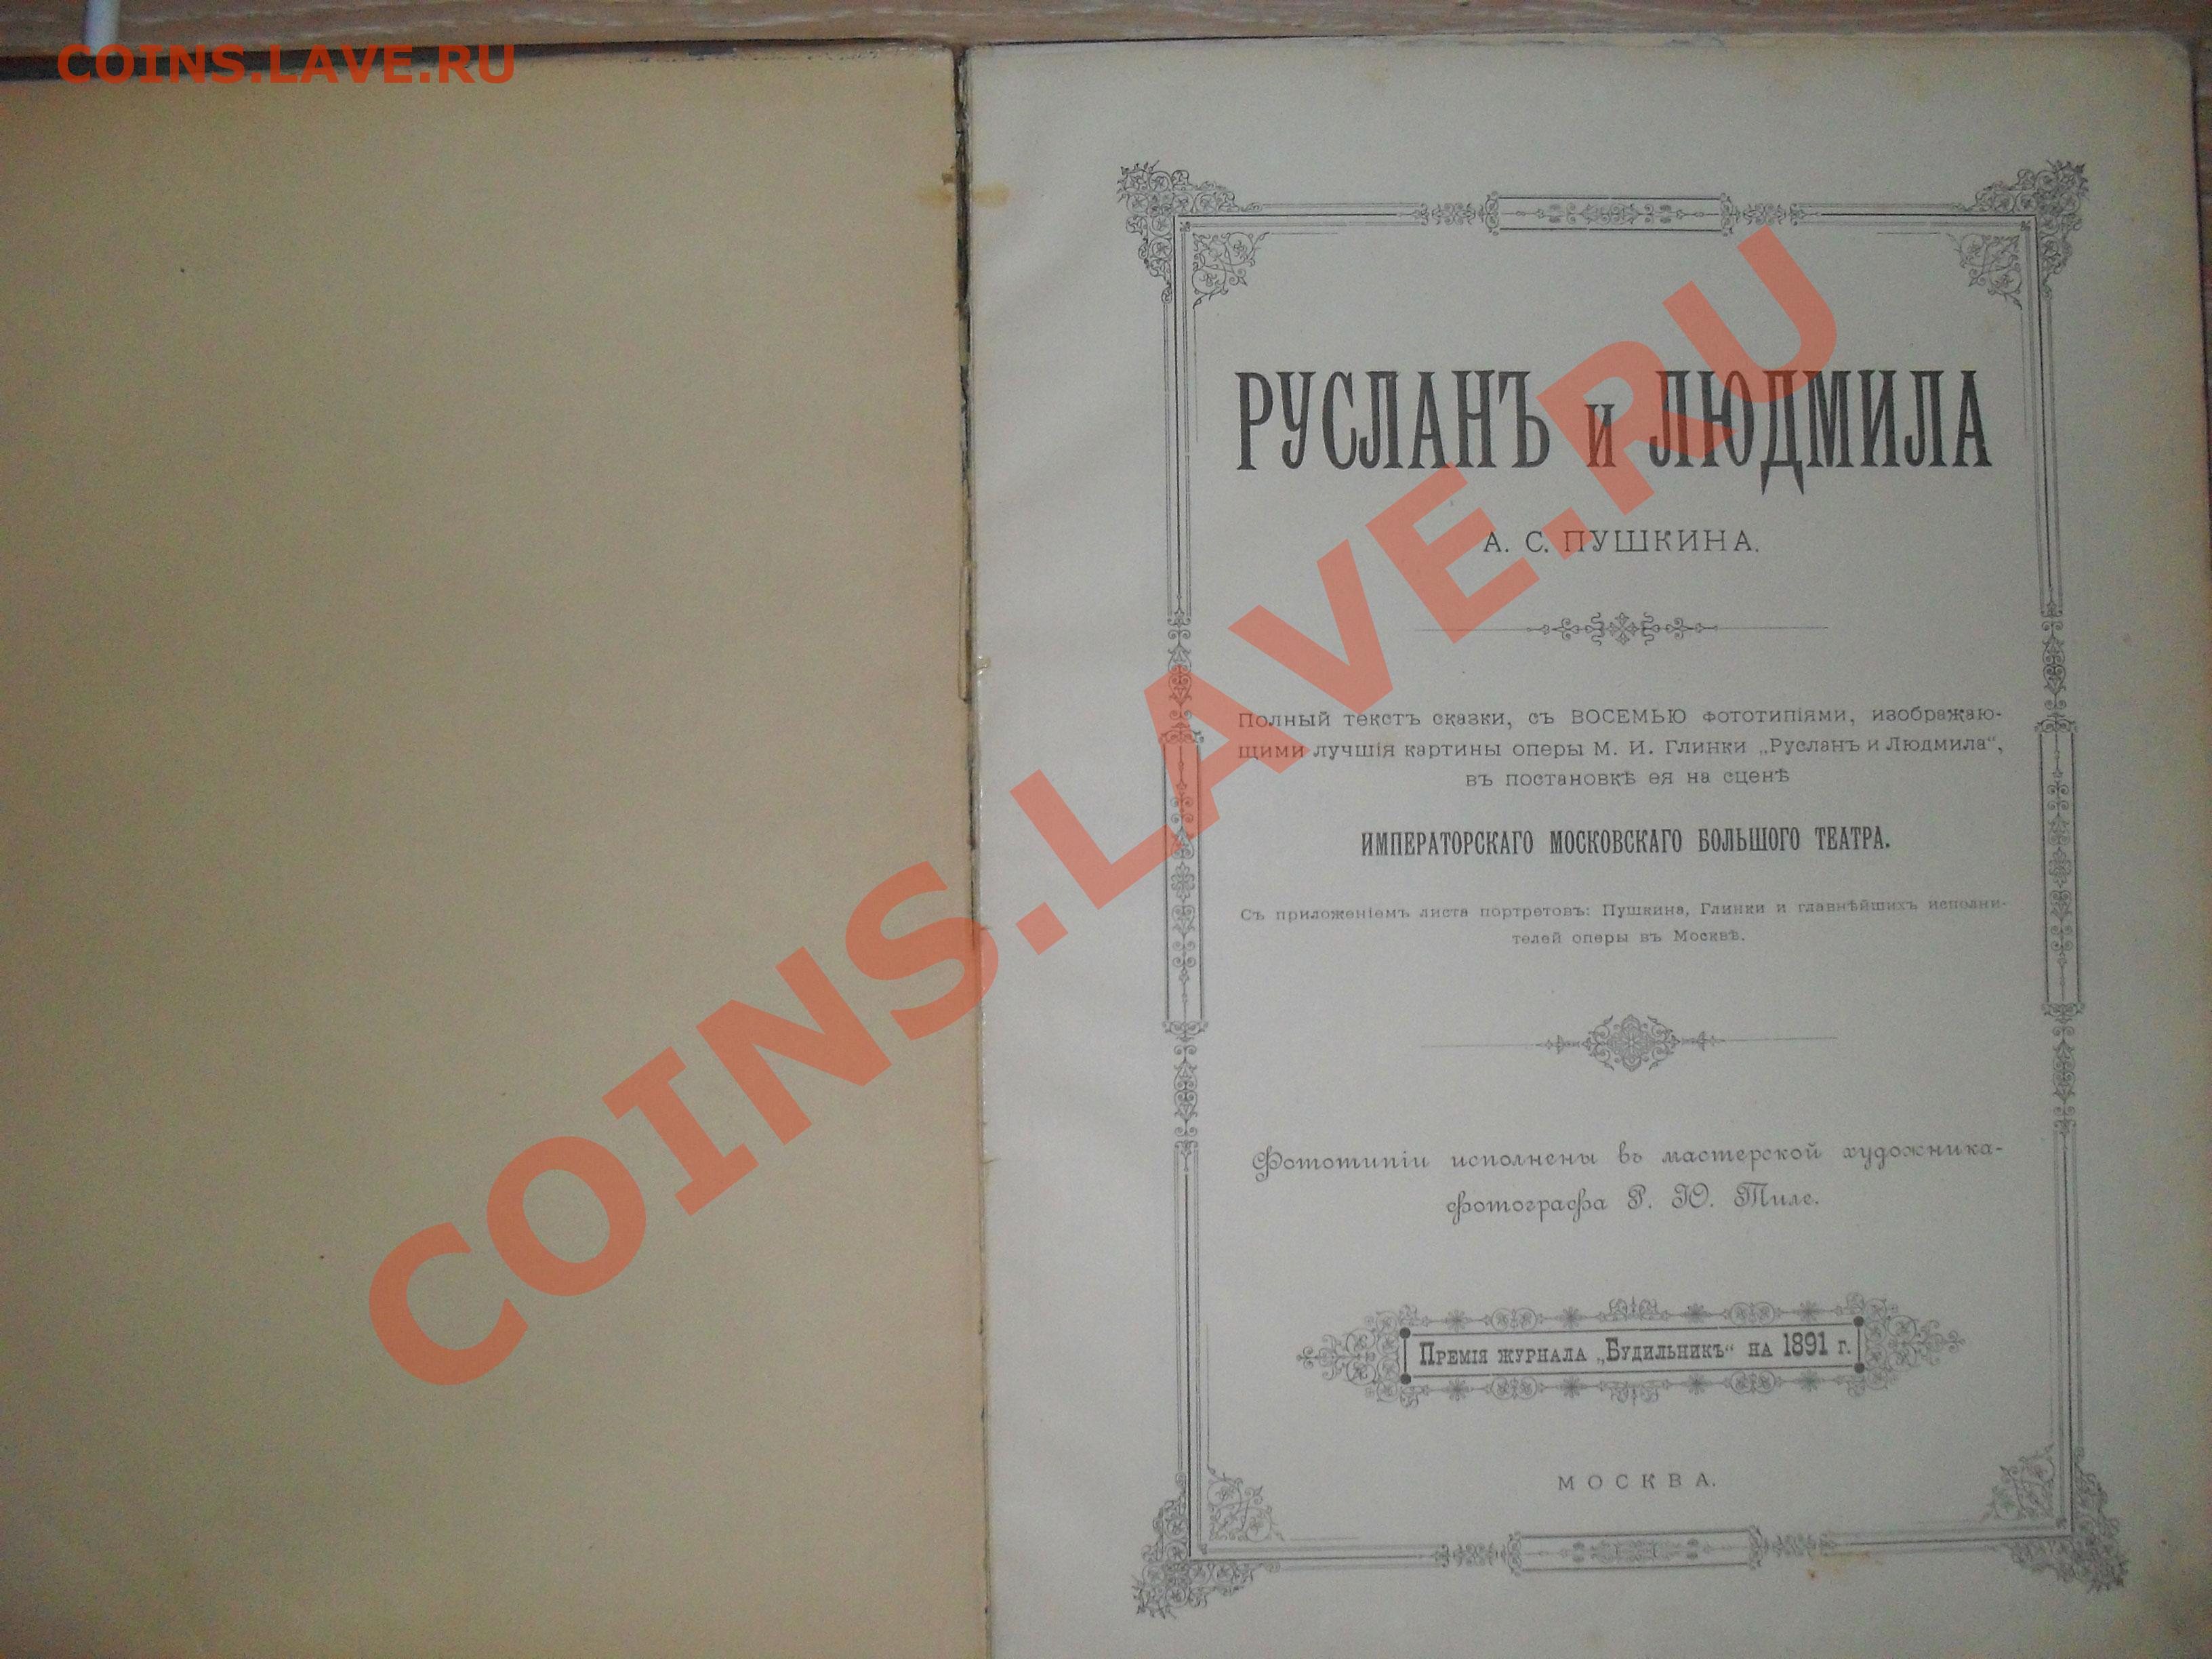 COINS.LAVE.RU
РУСЛАНЪ И ЛЮДМИЛА
А. С. ПУШКИНА.
Полный текстъ сказки, съ ВОСЕМЬЮ фототипіями, изображаю-
щими лучшія картины оперы М. И. Глинки „Русланъ и Людмила“,
въ постановкѣ ея на сценѣ
ИМПЕРАТОРСКАГО МОСКОВСКАГО БОЛЬШОГО ТЕАТРА.
Съ приложеніемъ листа портретовъ: Пушкина, Глинки и главнѣйшихъ исполни-
телей оперы въ Москвѣ.
Фототипіи исполнены въ мастерской художника-
фотографа Р. Ю. Тиле.
Премія журнала „Будильникъ“ на 1891 г.
МОСКВА.
COINS.LAVE.RU